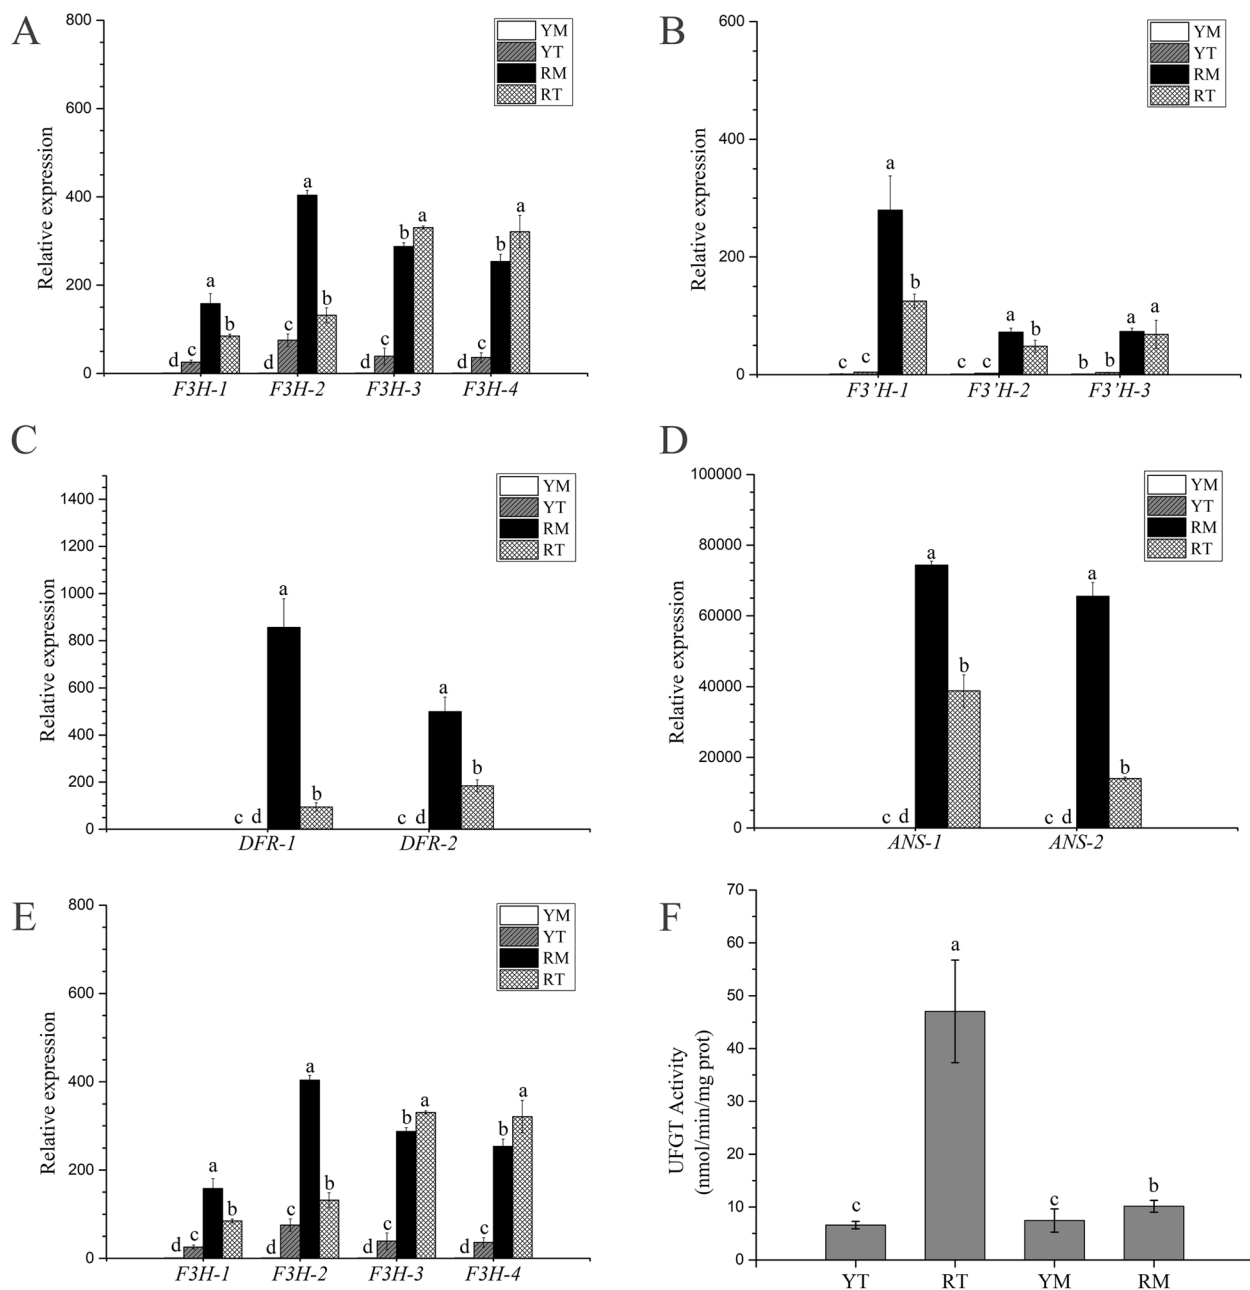 A
800
600
400
200
0
Relative expression
YM
YT
RM
RT
d c a b
d c a b
d c b a
d c b a
F3H-1 F3H-2 F3H-3 F3H-4
B
600
400
200
0
Relative expression
YM
YT
RM
RT
c c a b
c c a b
b b a a
F3’H-1 F3’H-2 F3’H-3
C
1400
1200
1000
800
600
400
200
0
Relative expression
YM
YT
RM
RT
c d a b
c d a b
DFR-1 DFR-2
D
100000
80000
60000
40000
20000
0
Relative expression
YM
YT
RM
RT
c d a b
c d a b
ANS-1 ANS-2
E
800
600
400
200
0
Relative expression
YM
YT
RM
RT
d c a b
d c a b
d c b a
d c b a
F3H-1 F3H-2 F3H-3 F3H-4
F
70
60
50
40
30
20
10
0
UFGT Activity
(nmol/min/mg prot)
c a c b
YT RT YM RM